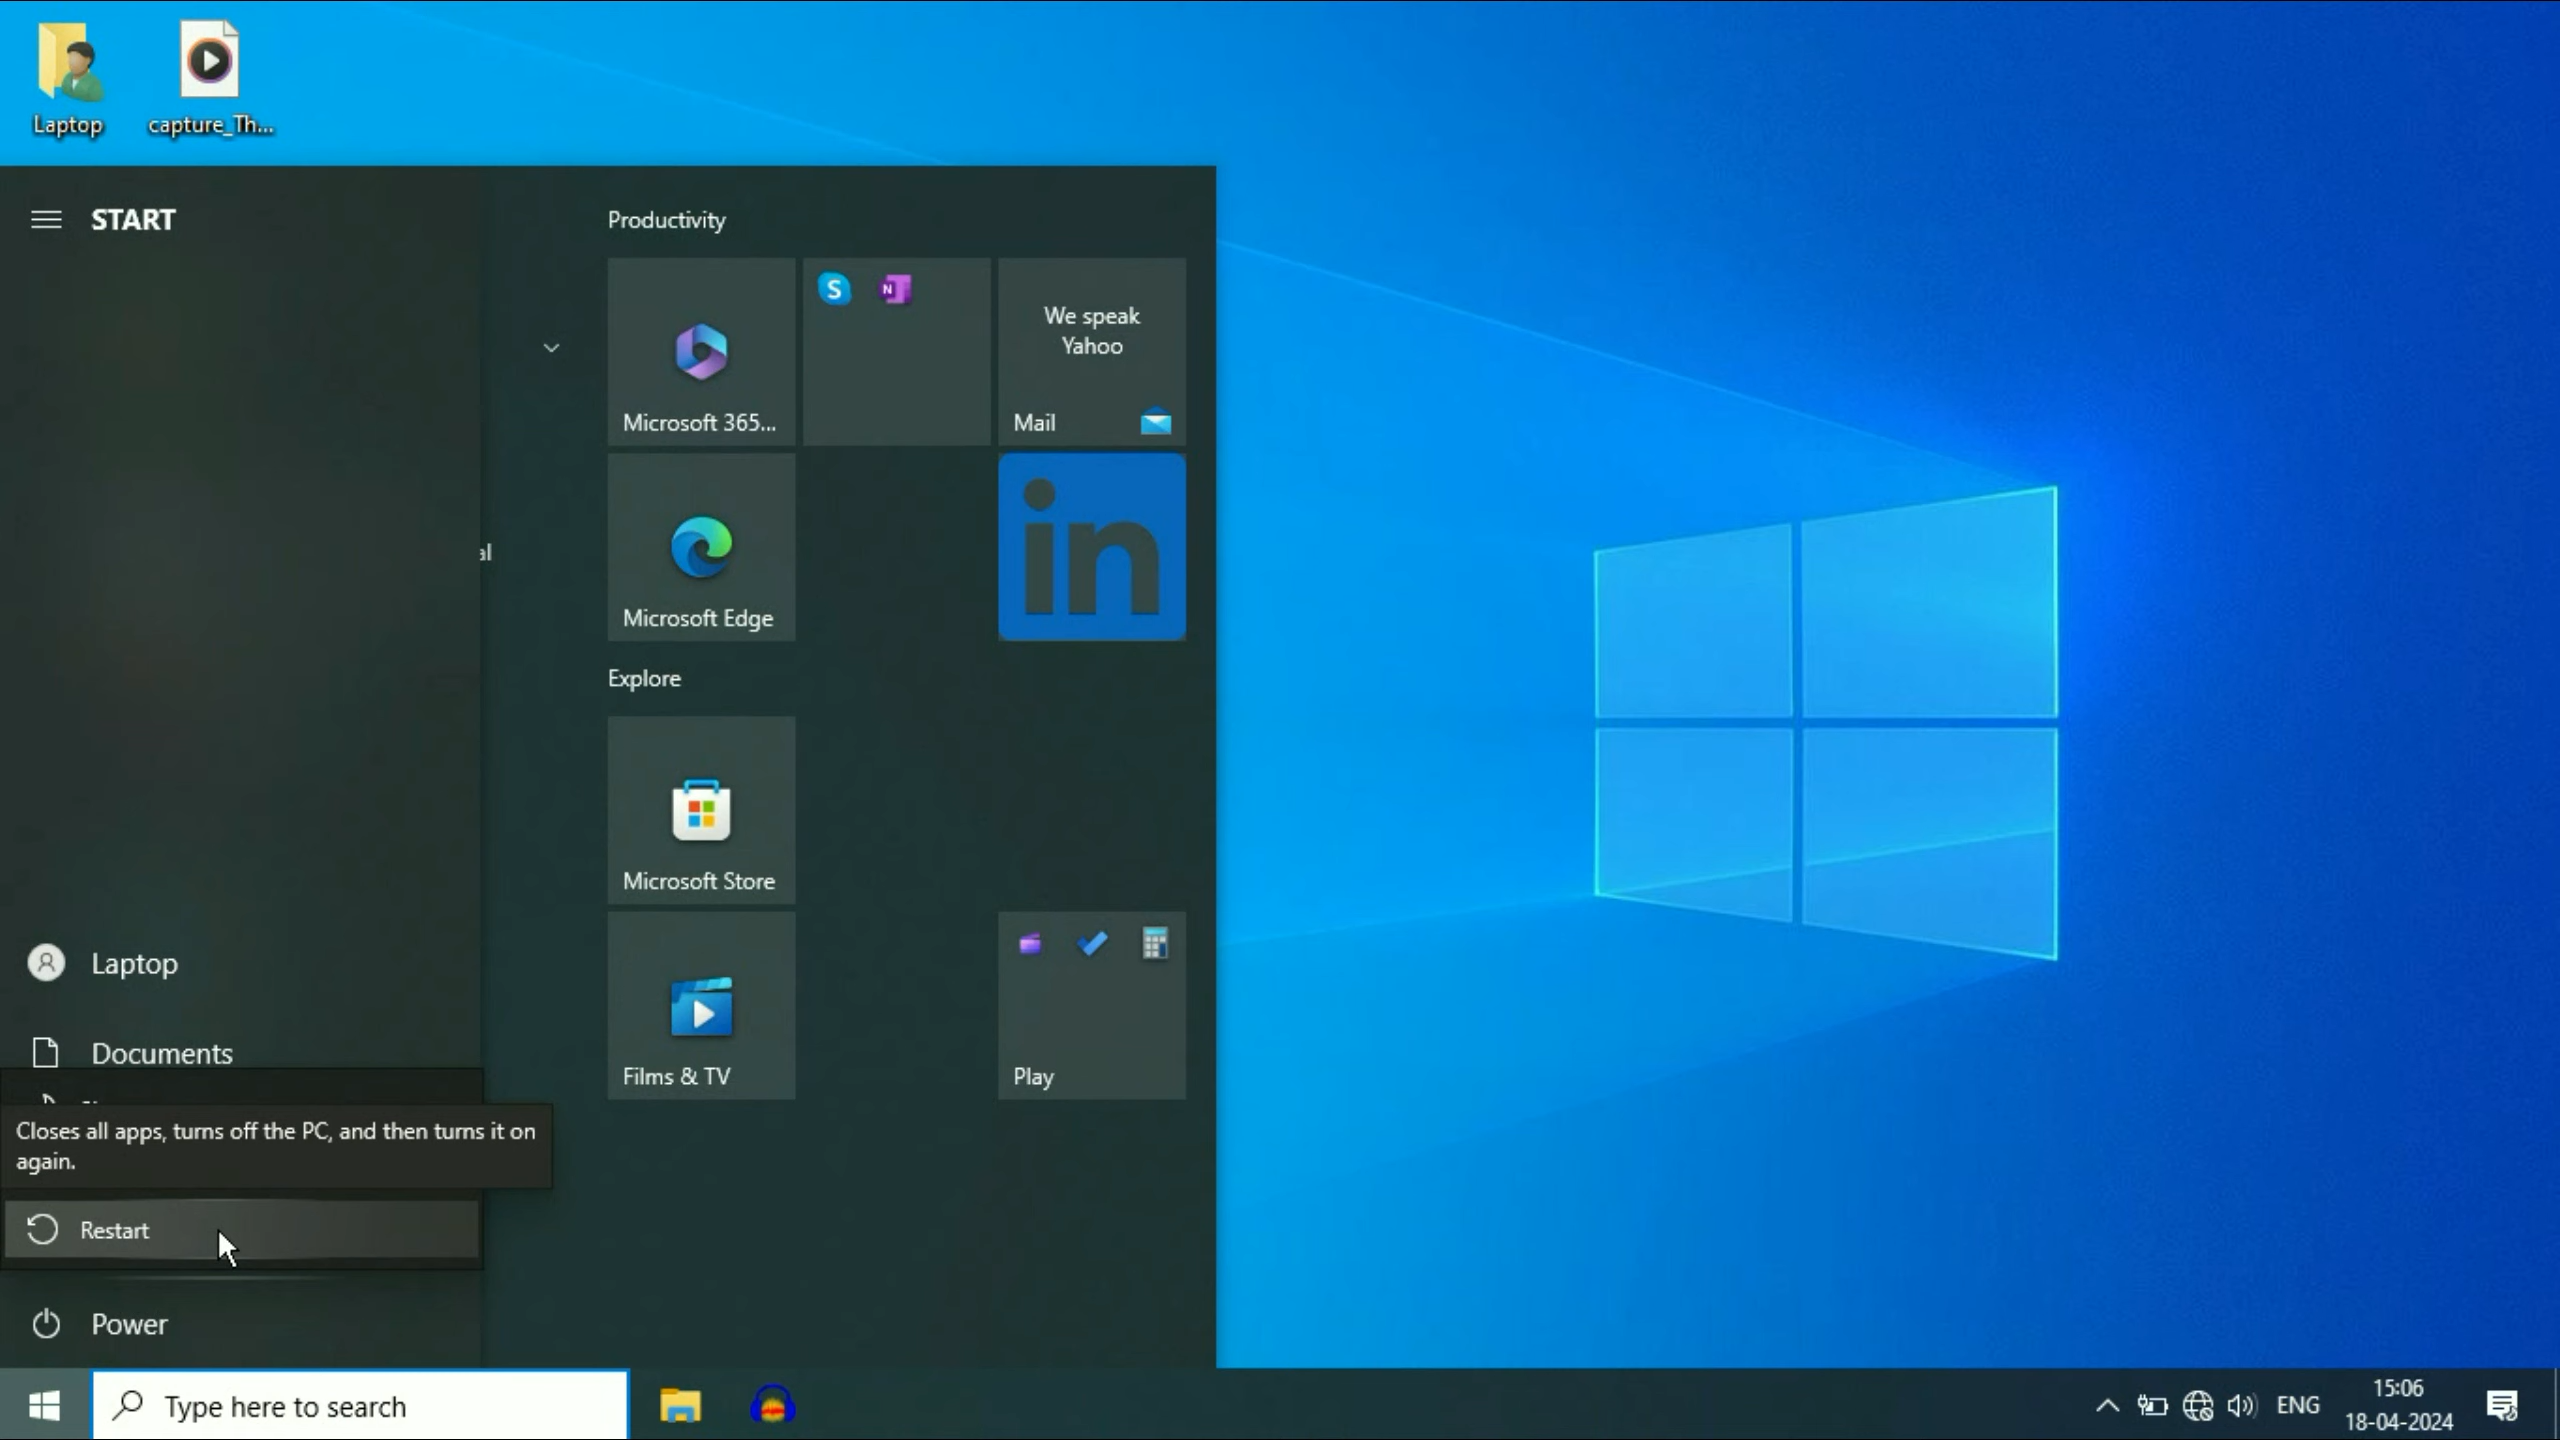 Laptop
capture_Th...
START
Productivity
We speak
Yahoo
Microsoft 365...
Mail
al
in
Microsoft Edge
Explore
Microsoft Store
Films & TV
Play
Laptop
Documents
Closes all apps, turns off the PC, and then turns it on
again.
Restart
Power
Type here to search
ENG
15:06
18-04-2024